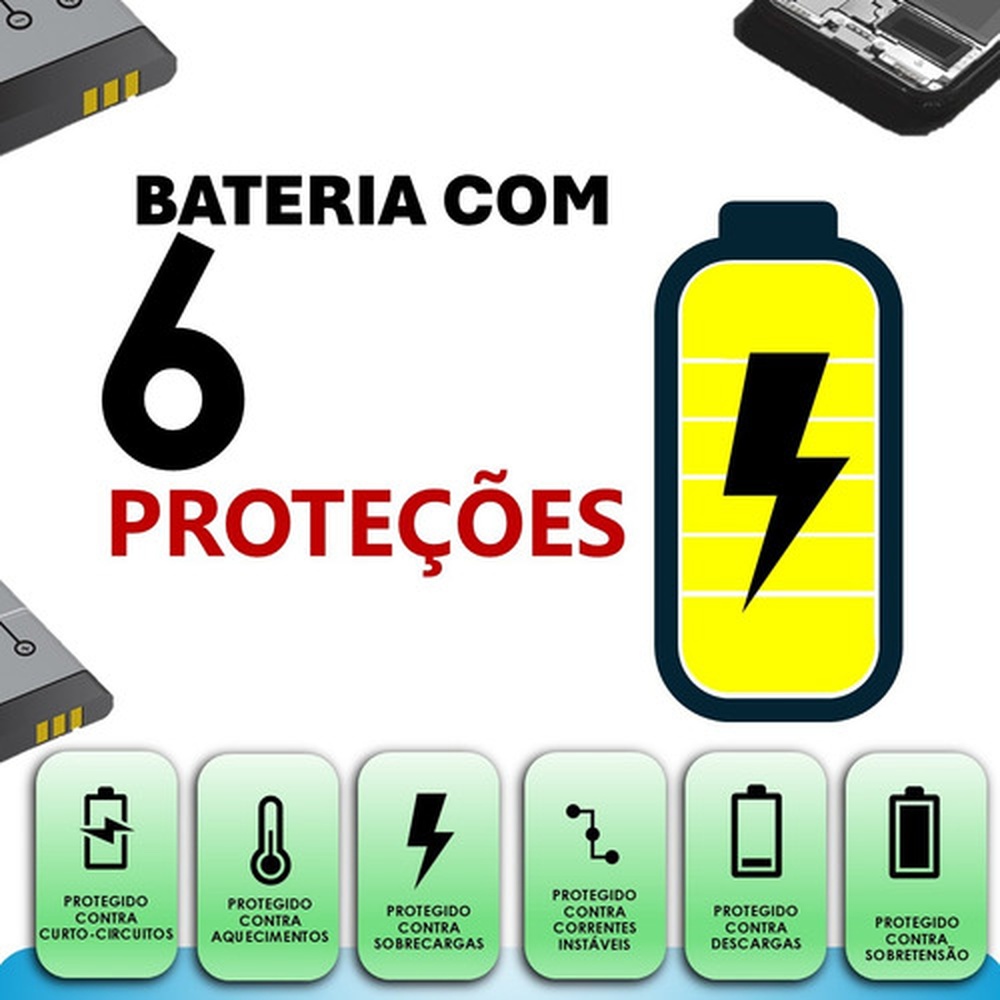 BATERIA COM
6
PROTEÇÕES
PROTEGIDO
CONTRA
CURTO-CIRCUITOS
PROTEGIDO
CONTRA
AQUECIMENTOS
PROTEGIDO
CONTRA
SOBRECARGAS
PROTEGIDO
CONTRA
CORRENTES
INSTÁVEIS
PROTEGIDO
CONTRA
DESCARGAS
PROTEGIDO
CONTRA
SOBRETENSÃO